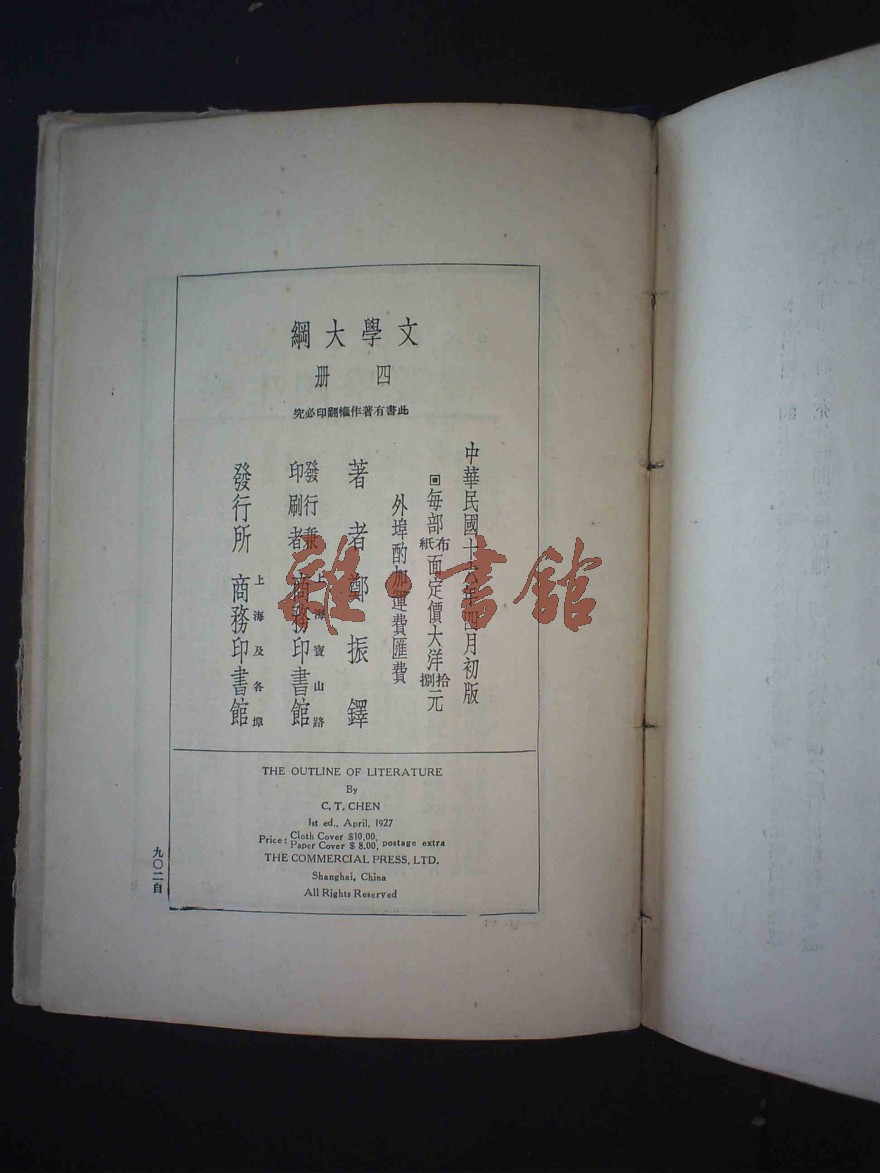 文學大綱
四冊
此書有著作權翻印必究
中華民國十六年四月初版
回每部布紙面定價大洋拾捌元
外埠酌加運費匯費
著者鄭振鐸
發行兼印刷者 上海寶山路 商務印書館
發行所 上海及各埠 商務印書館
THE OUTLINE OF LITERATURE
By
C. T. CHEN
1st ed., April, 1927
Price: Cloth Cover $10.00, Paper Cover $ 8.00, postage extra
THE COMMERCIAL PRESS, LTD.
Shanghai, China
All Rights Reserved
九〇二自
雜·書館